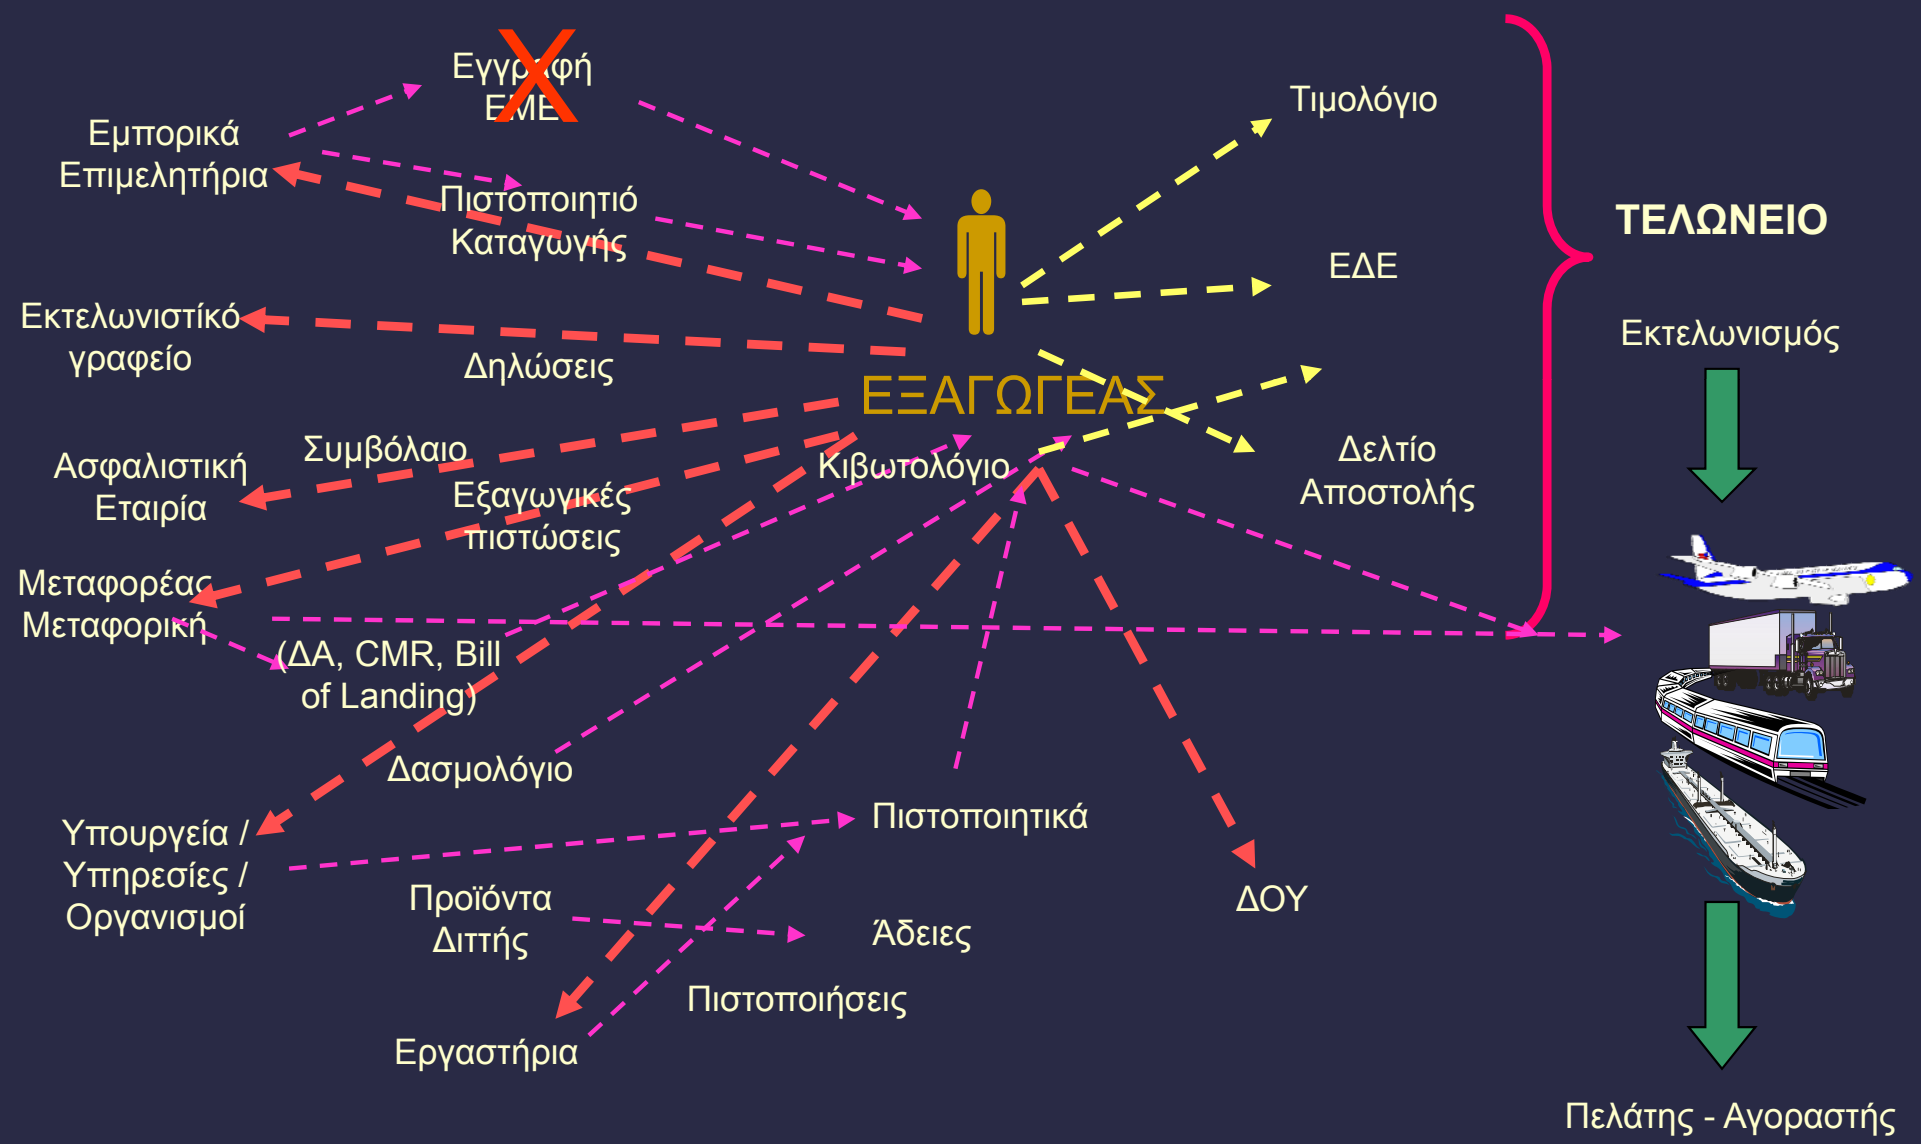 Εγγραφή
ΕΜΕ
X
Εμπορικά
Επιμελητήρια
Πιστοποιητιό
Καταγωγής
Εκτελωνιστίκό
γραφείο
Δηλώσεις
Συμβόλαιο
Ασφαλιστική
Εταιρία
Εξαγωγικές
πιστώσεις
Μεταφορέας
Μεταφορική
(ΔΑ, CMR, Bill
of Landing)
Δασμολόγιο
Υπουργεία /
Υπηρεσίες /
Οργανισμοί
Προϊόντα
Διττής
Εργαστήρια
ΕΞΑΓΩΓΕΑΣ
Κιβωτολόγιο
Πιστοποιητικά
Άδειες
Πιστοποιήσεις
Τιμολόγιο
ΕΔΕ
Δελτίο
Αποστολής
ΔΟΥ
ΤΕΛΩΝΕΙΟ
Εκτελωνισμός
Πελάτης - Αγοραστής